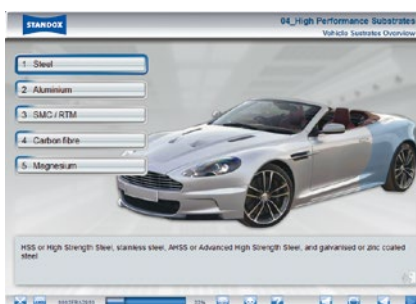 STANDOX
04_High Performance Substrates
Vehicle Sustrates Overview
1 Steel
2 Aluminium
3 SMC / RTM
4 Carbon fibre
5 Magnesium
HSS or High Strength Steel, stainless steel, AHSS or Advanced High Strength Steel, and galvanised or zinc coated
steel